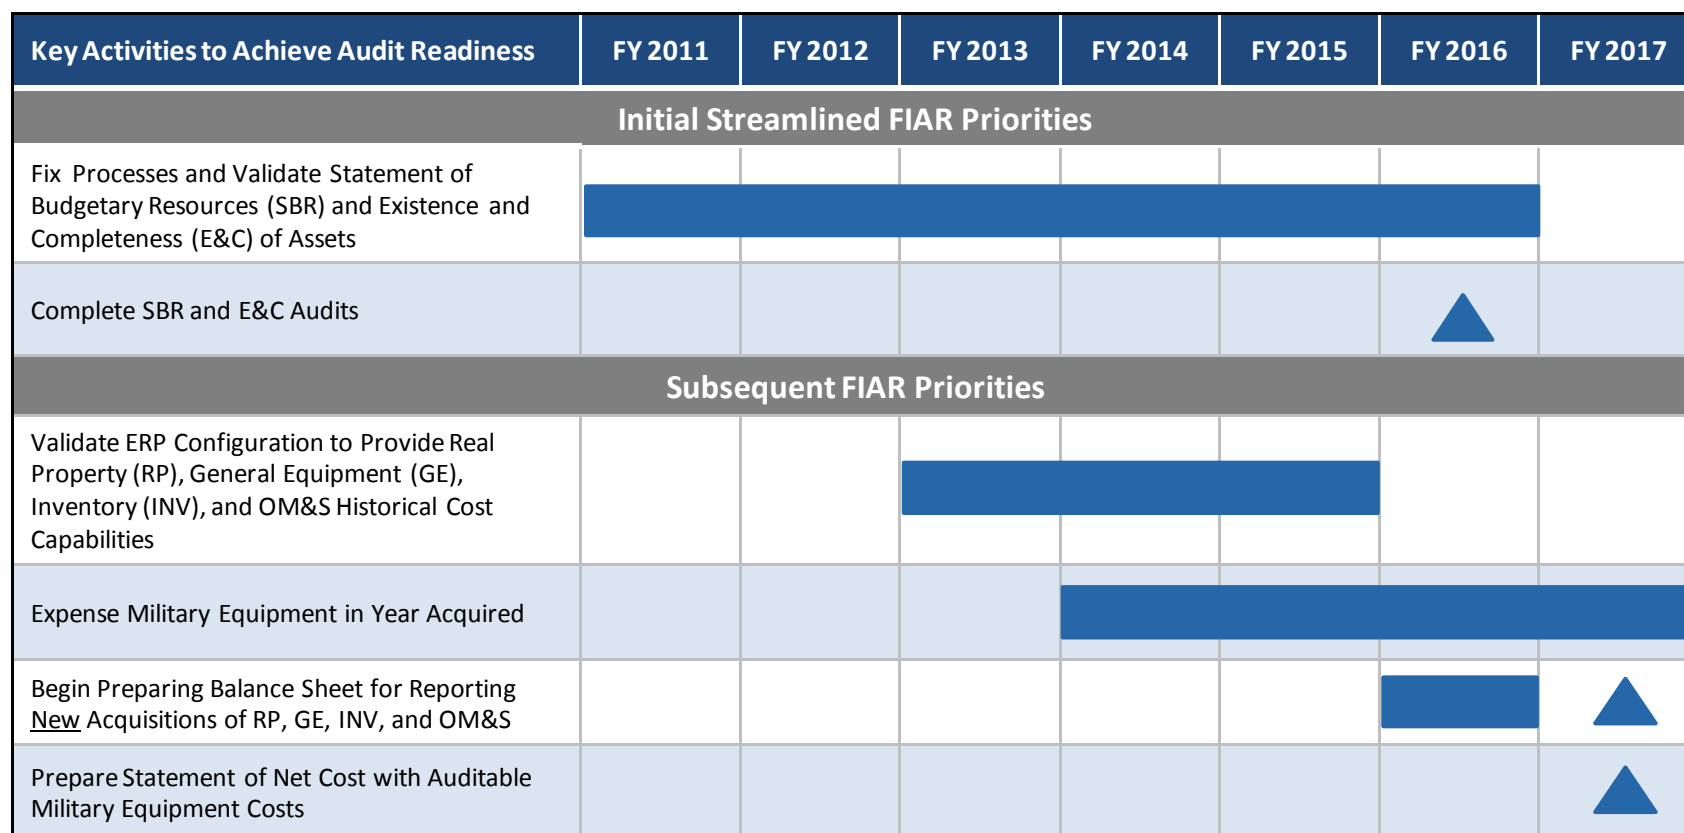 Key Activities to Achieve Audit Readiness FY 2011 FY 2012 FY 2013 FY 2014 FY 2015 FY 2016 FY 2017
Initial Streamlined FIAR Priorities
Fix Processes and Validate Statement of
Budgetary Resources (SBR) and Existence and
Completeness (E&C) of Assets
Complete SBR and E&C Audits
Subsequent FIAR Priorities
Validate ERP Configuration to Provide Real
Property (RP), General Equipment (GE),
Inventory (INV), and OM&S Historical Cost
Capabilities
Expense Military Equipment in Year Acquired
Begin Preparing Balance Sheet for Reporting
New Acquisitions of RP, GE, INV, and OM&S
Prepare Statement of Net Cost with Auditable
Military Equipment Costs